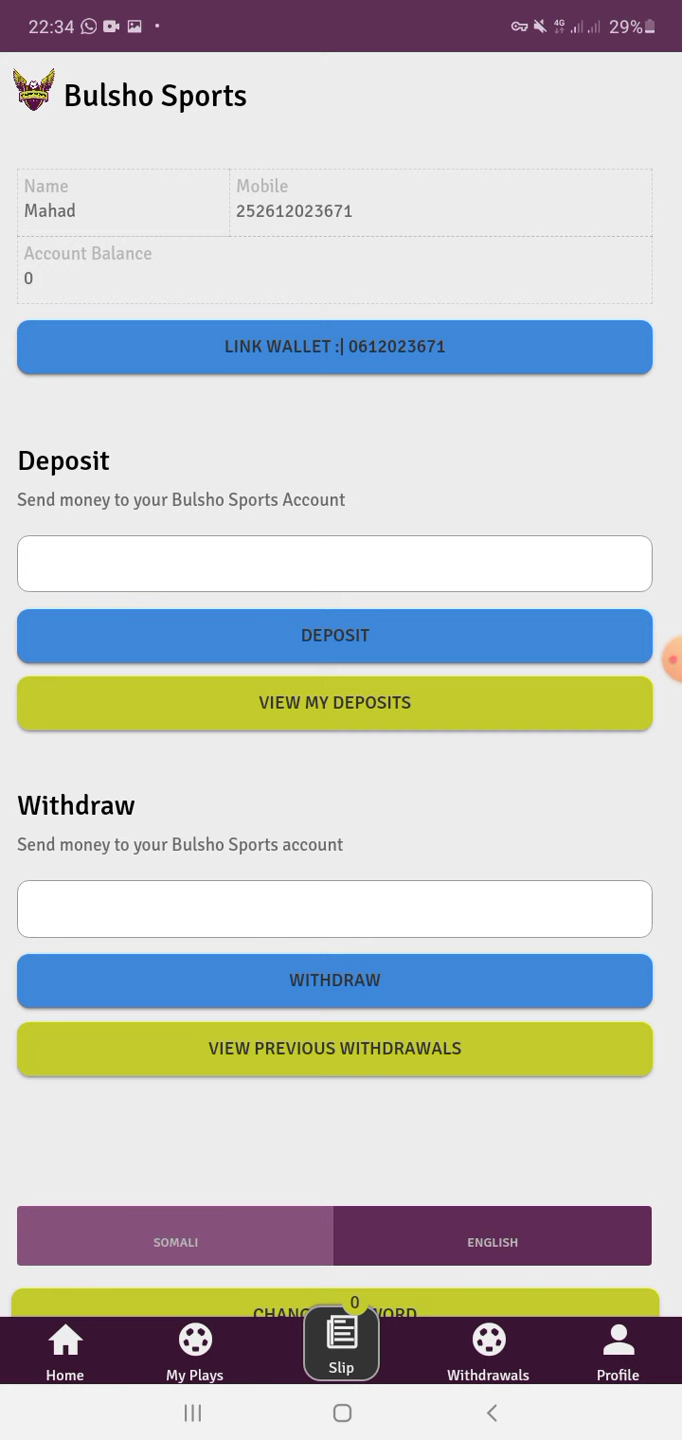 22:34 4G 29%
Bulsho Sports
Name Mobile
Mahad 252612023671
Account Balance
0
LINK WALLET :| 0612023671
Deposit
Send money to your Bulsho Sports Account
DEPOSIT
VIEW MY DEPOSITS
Withdraw
Send money to your Bulsho Sports account
WITHDRAW
VIEW PREVIOUS WITHDRAWALS
SOMALI ENGLISH
0
Home My Plays Slip Withdrawals Profile